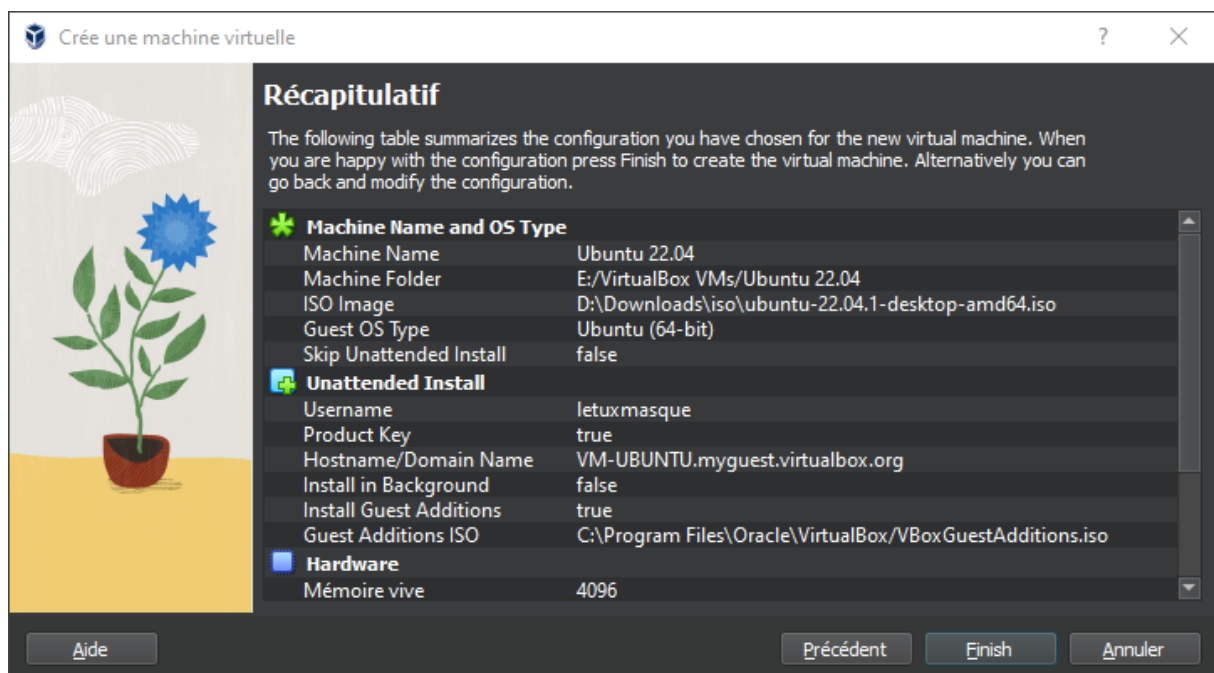 Crée une machine virtuelle
Récapitulatif
The following table summarizes the configuration you have chosen for the new virtual machine. When
you are happy with the configuration press Finish to create the virtual machine. Alternatively you can
go back and modify the configuration.
Machine Name and OS Type
Machine Name Ubuntu 22.04
Machine Folder E:/VirtualBox VMs/Ubuntu 22.04
ISO Image D:\Downloads\iso\ubuntu-22.04.1-desktop-amd64.iso
Guest OS Type Ubuntu (64-bit)
Skip Unattended Install false
Unattended Install
Username letuxmasque
Product Key true
Hostname/Domain Name VM-UBUNTU.myguest.virtualbox.org
Install in Background false
Install Guest Additions true
Guest Additions ISO C:\Program Files\Oracle\VirtualBox/VBoxGuestAdditions.iso
Hardware
Mémoire vive 4096
Aide Précédent Finish Annuler